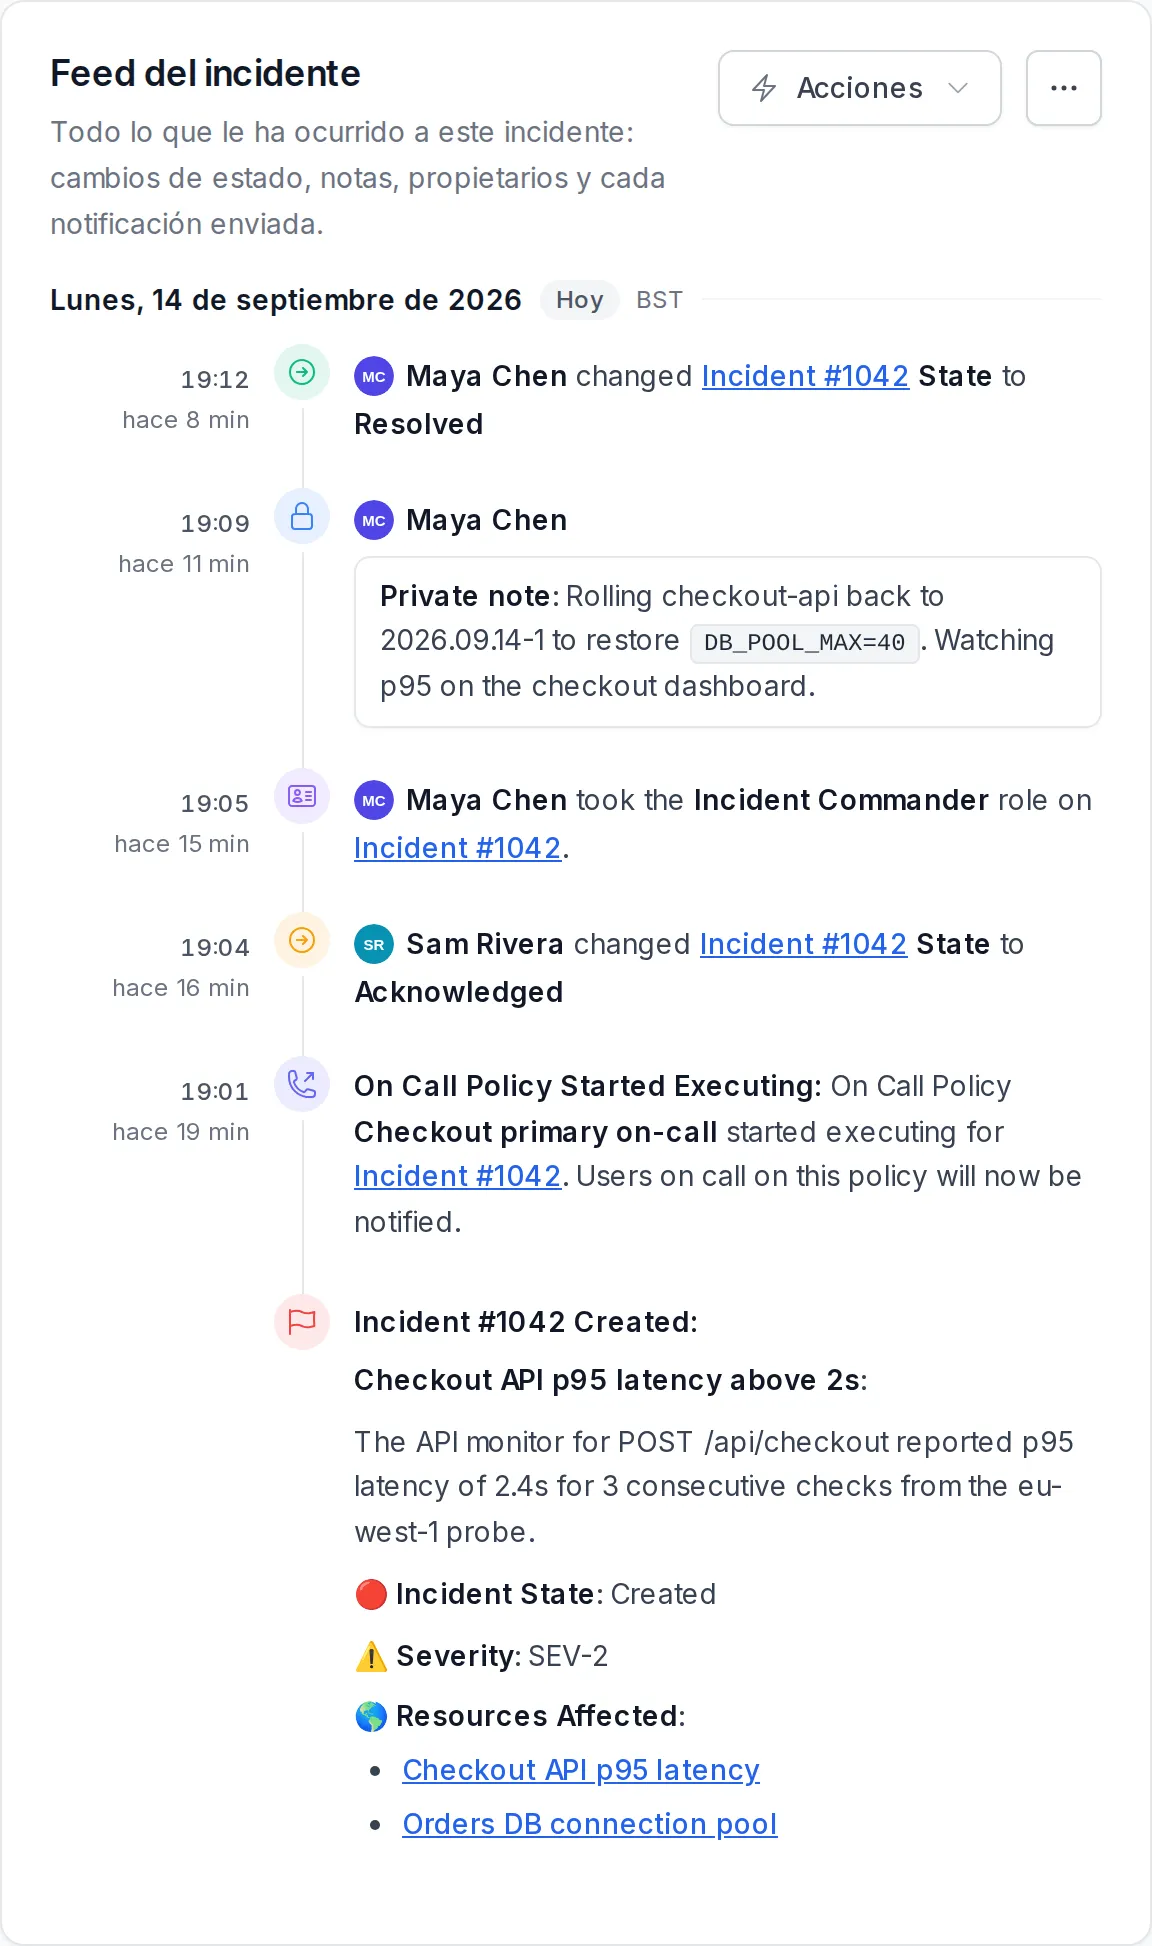 Feed del incidente
Acciones
Todo lo que le ha ocurrido a este incidente:
cambios de estado, notas, propietarios y cada
notificación enviada.
Lunes, 14 de septiembre de 2026 Hoy BST
19:12
hace 8 min
MC Maya Chen changed Incident #1042 State to
Resolved
19:09
hace 11 min
MC Maya Chen
Private note: Rolling checkout-api back to
2026.09.14-1 to restore DB_POOL_MAX=40. Watching
p95 on the checkout dashboard.
19:05
hace 15 min
MC Maya Chen took the Incident Commander role on
Incident #1042.
19:04
hace 16 min
SR Sam Rivera changed Incident #1042 State to
Acknowledged
19:01
hace 19 min
On Call Policy Started Executing: On Call Policy
Checkout primary on-call started executing for
Incident #1042. Users on call on this policy will now be
notified.
Incident #1042 Created:
Checkout API p95 latency above 2s:
The API monitor for POST /api/checkout reported p95
latency of 2.4s for 3 consecutive checks from the eu-
west-1 probe.
🔴 Incident State: Created
⚠️ Severity: SEV-2
🌎 Resources Affected:
• Checkout API p95 latency
• Orders DB connection pool